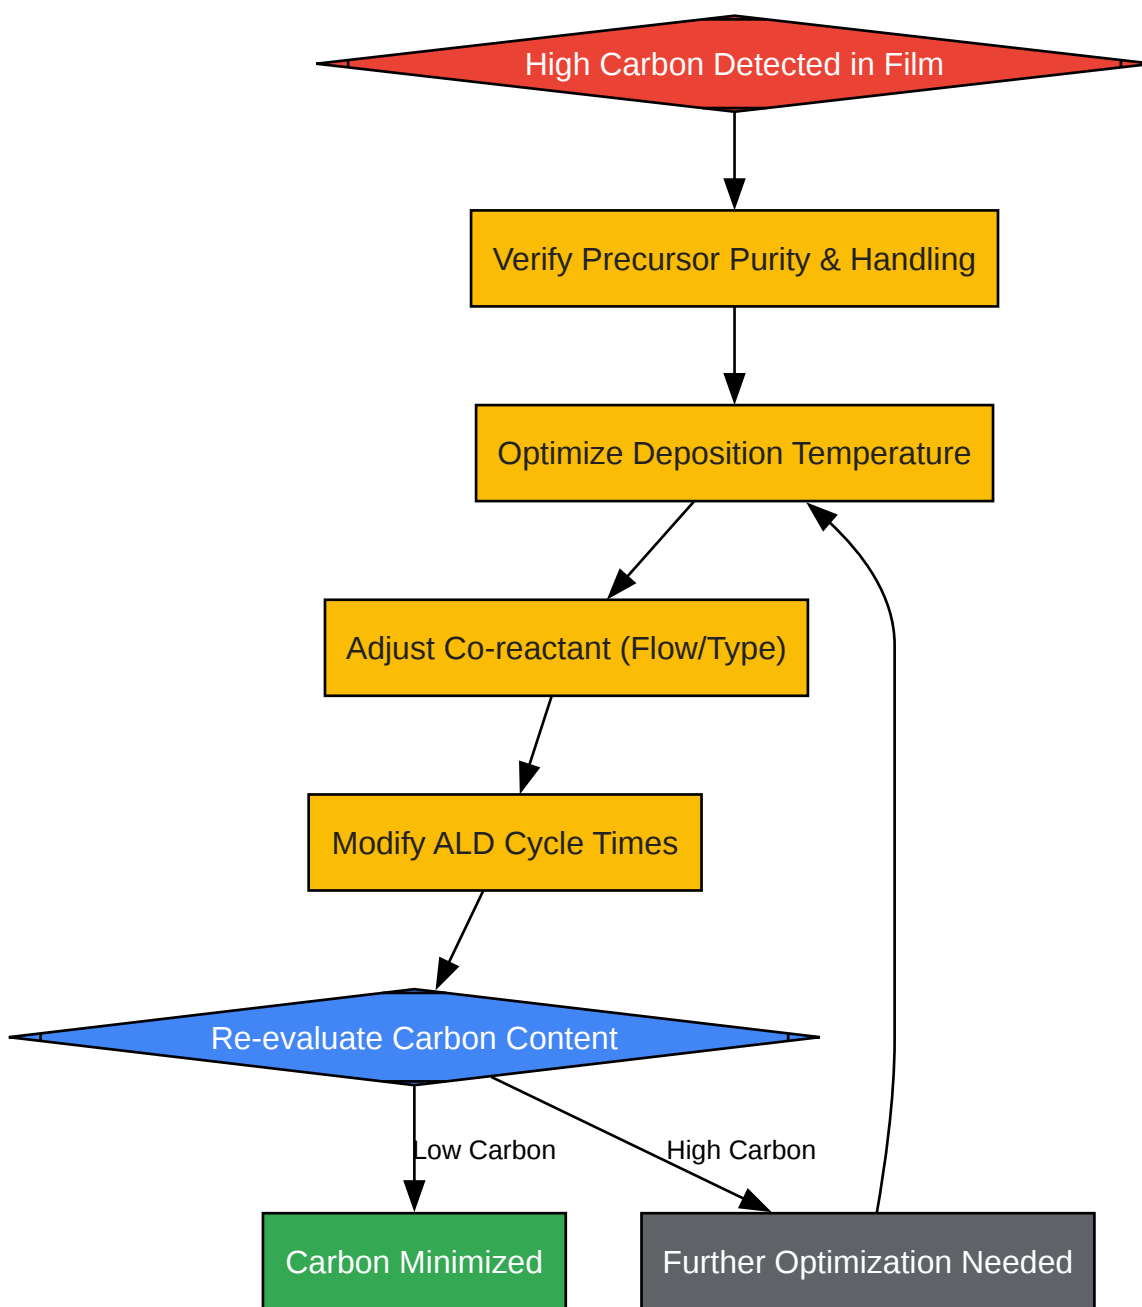 High Carbon Detected in Film
Verify Precursor Purity & Handling
Optimize Deposition Temperature
Adjust Co-reactant (Flow/Type)
Modify ALD Cycle Times
Re-evaluate Carbon Content
Low Carbon
High Carbon
Carbon Minimized
Further Optimization Needed